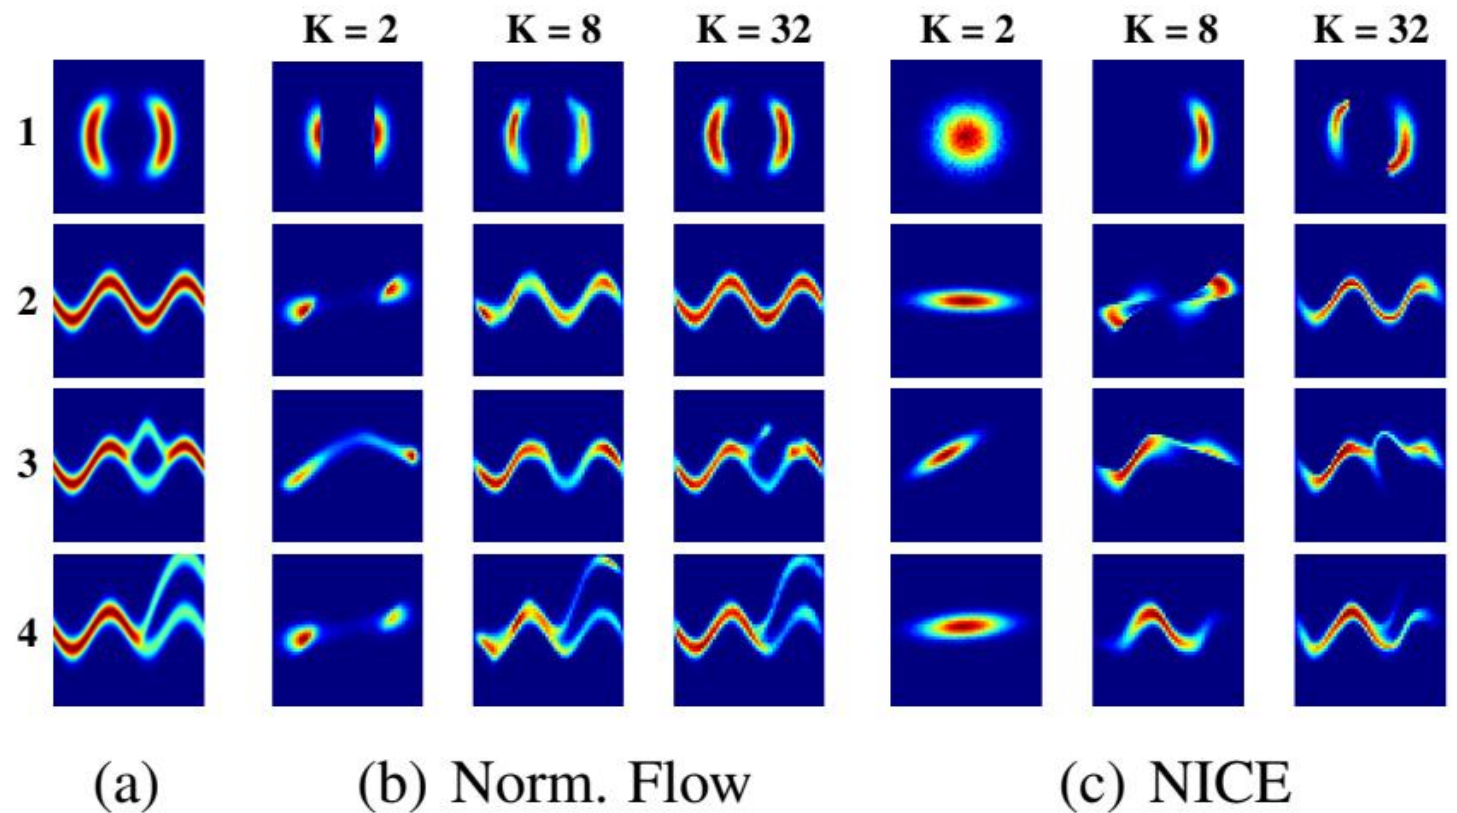 K = 2 K = 8 K = 32 K = 2 K = 8 K = 32
1
2
3
4
(a) (b) Norm. Flow (c) NICE